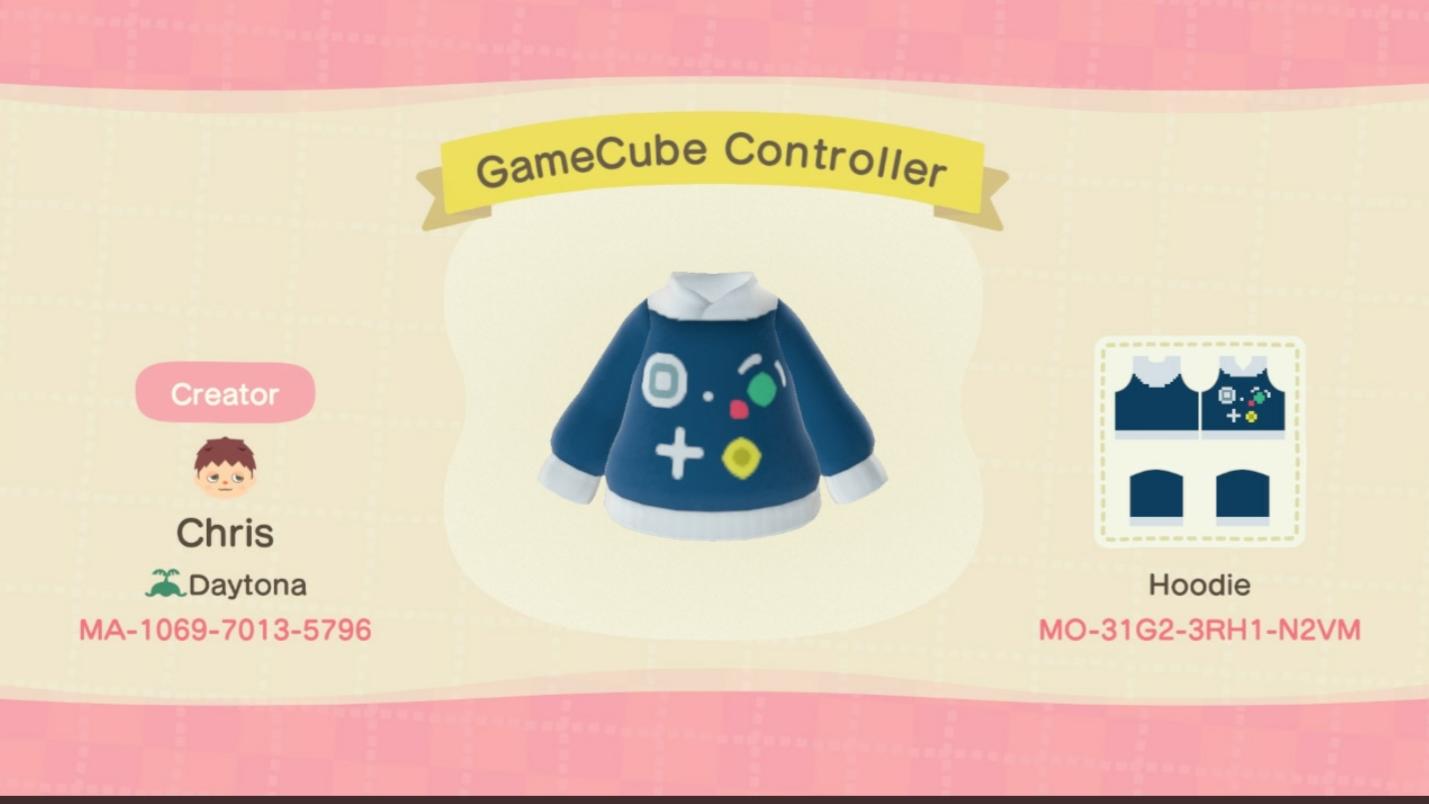 GameCube Controller
Creator
Chris
Daytona
MA-1069-7013-5796
Hoodie
MO-31G2-3RH1-N2VM